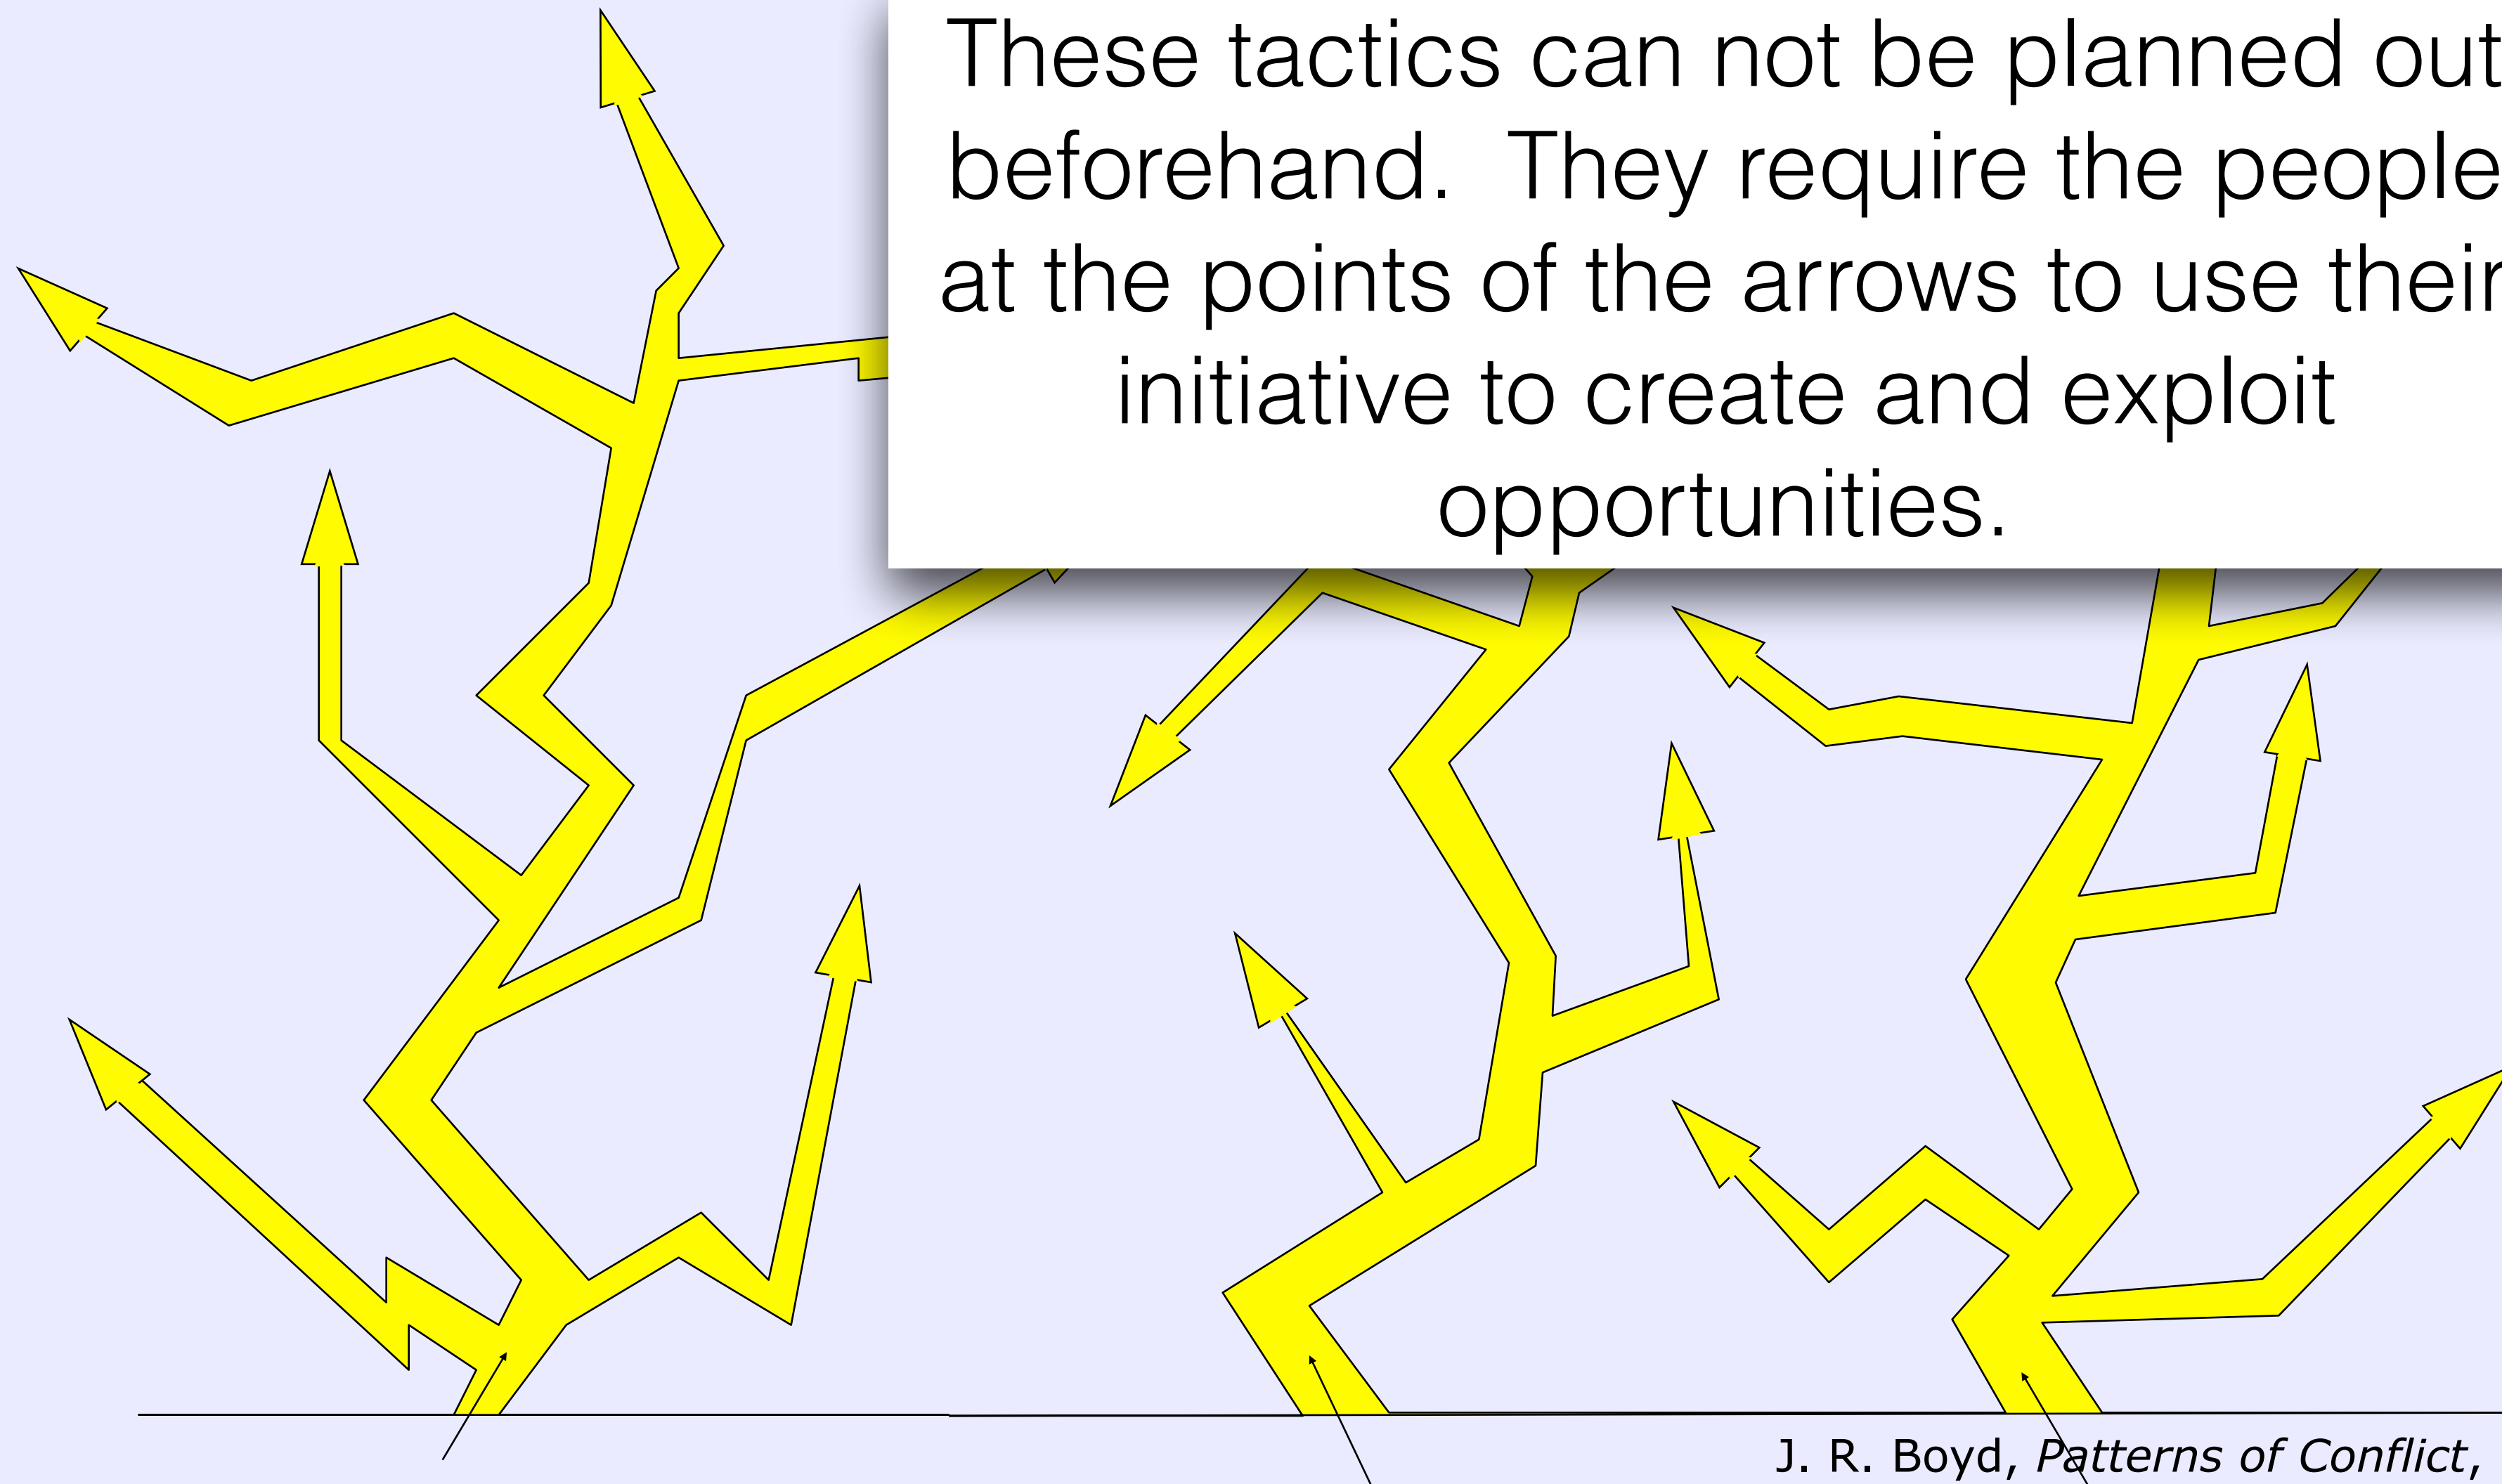 These tactics can not be planned out
beforehand.  They require the people
at the points of the arrows to use their
initiative to create and exploit
opportunities.
J. R. Boyd, Patterns of Conflict,